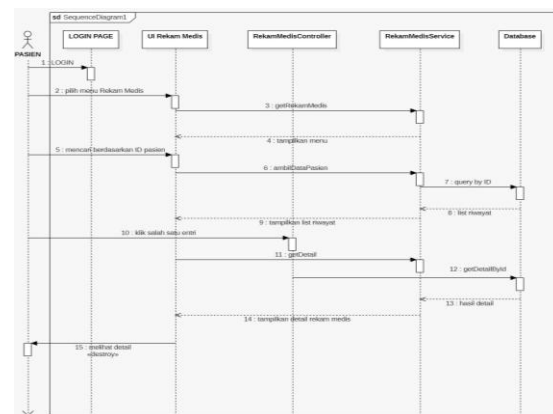 sd SequenceDiagram1
LOGIN PAGE
UI Rekam Medis
RekamMedisController
RekamMedisService
Database
PASIEN
1 : LOGIN
2 : pilih menu Rekam Medis
3 : getRekamMedis
4 : tampilkan menu
5 : mencari berdasarkan ID pasien
6 : ambilDataPasien
7 : query by ID
8 : list riwayat
9 : tampilkan list riwayat
10 : klik salah satu entri
11 : getDetail
12 : getDetailById
13 : hasil detail
14 : tampilkan detail rekam medis
15 : melihat detail
«destroy»